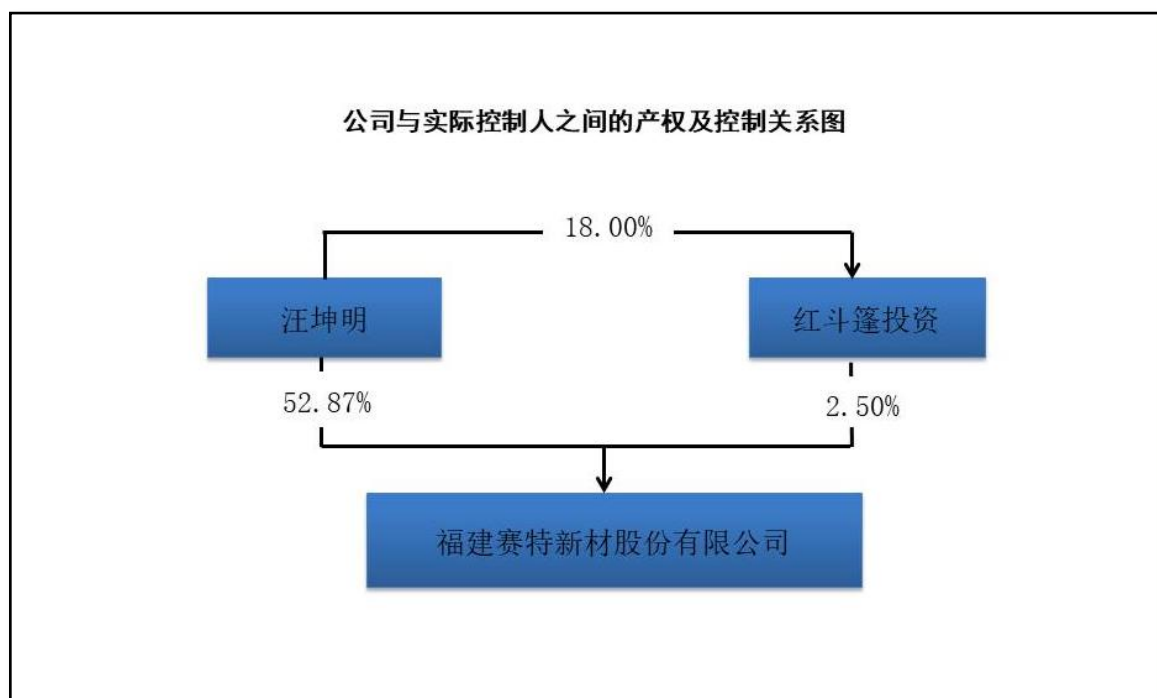 公司与实际控制人之间的产权及控制关系图
18.00%
汪坤明
红斗篷投资
52.87%
2.50%
福建赛特新材股份有限公司